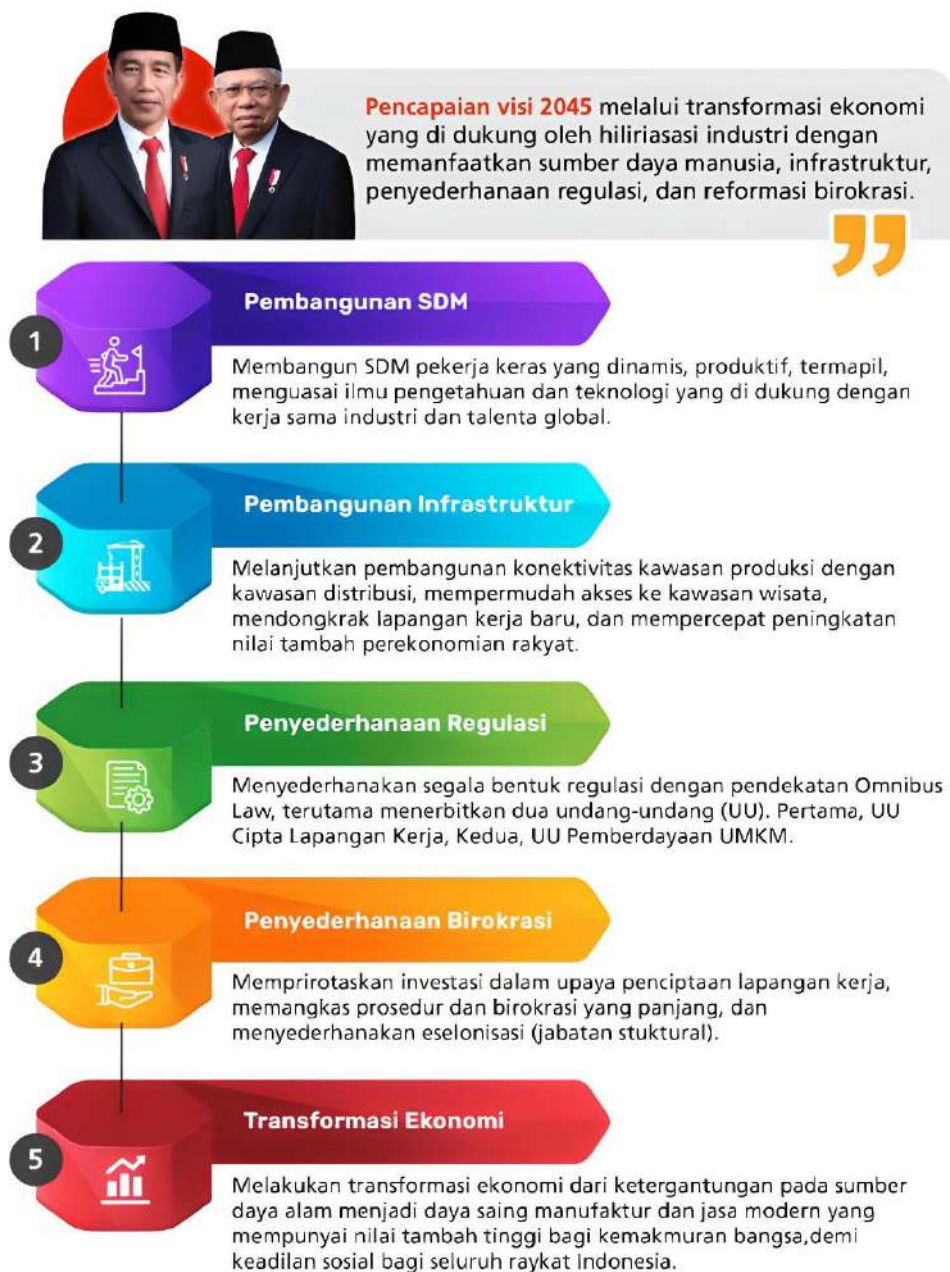 Pencapaian visi 2045 melalui transformasi ekonomi
yang di dukung oleh hiliriasasi industri dengan
memanfaatkan sumber daya manusia, infrastruktur,
penyederhanaan regulasi, dan reformasi birokrasi.
”
1
Pembangunan SDM
Membangun SDM pekerja keras yang dinamis, produktif, termapil,
menguasai ilmu pengetahuan dan teknologi yang di dukung dengan
kerja sama industri dan talenta global.
2
Pembangunan Infrastruktur
Melanjutkan pembangunan konektivitas kawasan produksi dengan
kawasan distribusi, mempermudah akses ke kawasan wisata,
mendongkrak lapangan kerja baru, dan mempercepat peningkatan
nilai tambah perekonomian rakyat.
3
Penyederhanaan Regulasi
Menyederhanakan segala bentuk regulasi dengan pendekatan Omnibus
Law, terutama menerbitkan dua undang-undang (UU). Pertama, UU
Cipta Lapangan Kerja, Kedua, UU Pemberdayaan UMKM.
4
Penyederhanaan Birokrasi
Memprirotaskan investasi dalam upaya penciptaan lapangan kerja,
memangkas prosedur dan birokrasi yang panjang, dan
menyederhanakan eselonisasi (jabatan stuktural).
5
Transformasi Ekonomi
Melakukan transformasi ekonomi dari ketergantungan pada sumber
daya alam menjadi daya saing manufaktur dan jasa modern yang
mempunyai nilai tambah tinggi bagi kemakmuran bangsa,demi
keadilan sosial bagi seluruh raykat Indonesia.